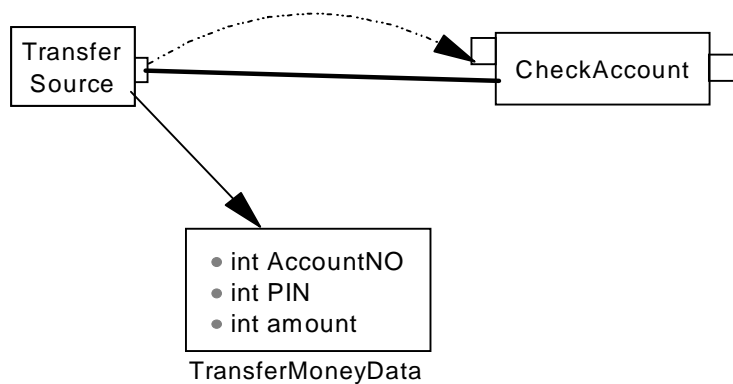 Transfer
Source
CheckAccount
int AccountNO
int PIN
int amount
TransferMoneyData